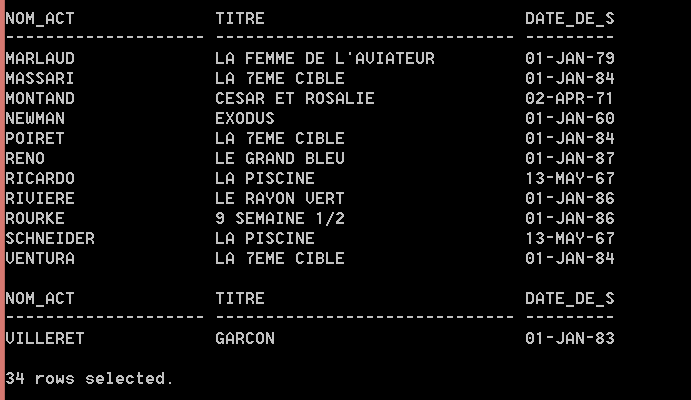 NOM_ACT TITRE DATE_DE_S
-------------------- ------------------------------ ---------
MARLAUD LA FEMME DE L'AVIATEUR 01-JAN-79
MASSARI LA 7EME CIBLE 01-JAN-84
MONTAND CESAR ET ROSALIE 02-APR-71
NEWMAN EXODUS 01-JAN-60
POIRET LA 7EME CIBLE 01-JAN-84
RENO LE GRAND BLEU 01-JAN-87
RICARDO LA PISCINE 13-MAY-67
RIVIERE LE RAYON VERT 01-JAN-86
ROURKE 9 SEMAINE 1/2 01-JAN-86
SCHNEIDER LA PISCINE 13-MAY-67
VENTURA LA 7EME CIBLE 01-JAN-84
NOM_ACT TITRE DATE_DE_S
-------------------- ------------------------------ ---------
VILLERET GARCON 01-JAN-83
34 rows selected.